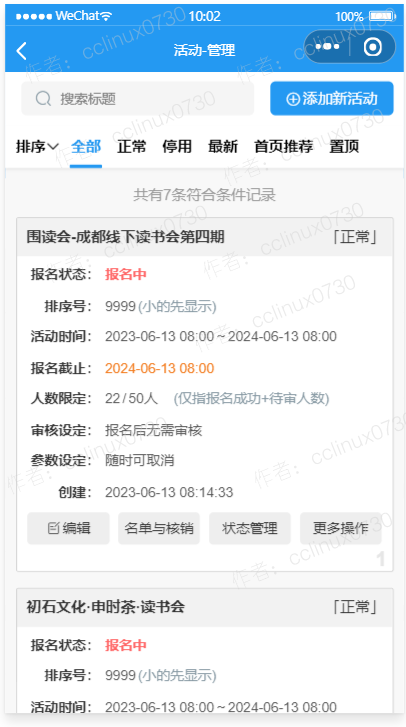 WeChat 10:02 100%
活动-管理
搜索标题 添加新活动
排序 全部 正常 停用 最新 首页推荐 置顶
共有7条符合条件记录
围读会-成都线下读书会第四期 「正常」
报名状态： 报名中
排序号： 9999 (小的先显示)
活动时间： 2023-06-13 08:00～2024-06-13 08:00
报名截止： 2024-06-13 08:00
人数限定： 22/50人 (仅指报名成功+待审人数)
审核设定： 报名后无需审核
参数设定： 随时可取消
创建： 2023-06-13 08:14:33
编辑 名单与核销 状态管理 更多操作
1
初石文化·申时茶·读书会 「正常」
报名状态： 报名中
排序号： 9999 (小的先显示)
活动时间： 2023-06-13 08:00～2024-06-13 08:00
作者：cclinux0730